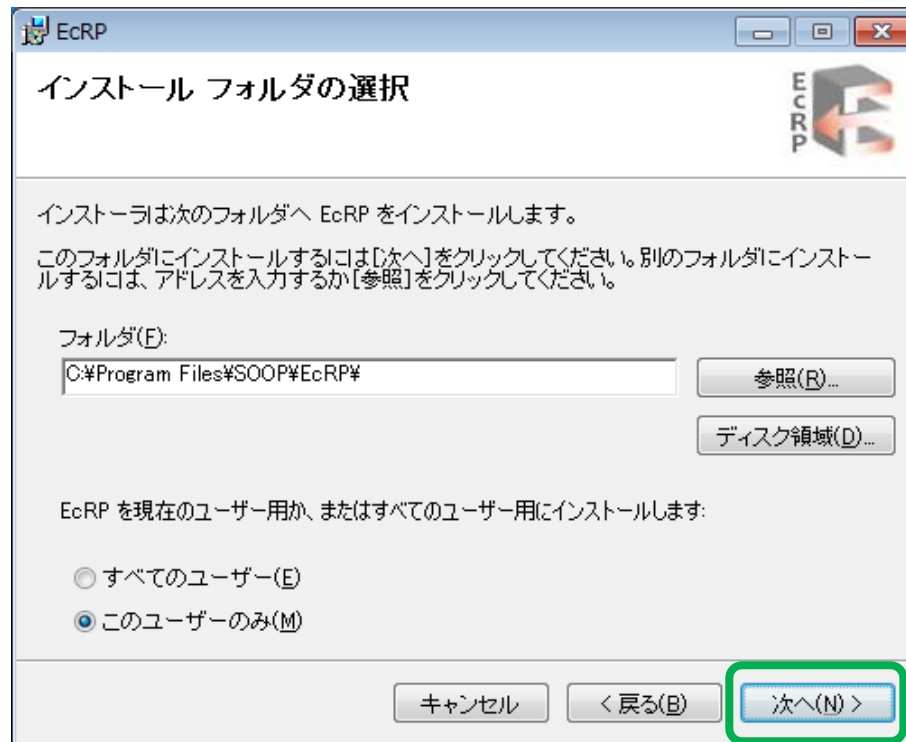 EcRP
インストール フォルダの選択
EcRP
インストーラは次のフォルダへ EcRP をインストールします。
このフォルダにインストールするには[次へ]をクリックしてください。別のフォルダにインストー
ルするには、アドレスを入力するか[参照]をクリックしてください。
フォルダ(F):
C:¥Program Files¥SOOP¥EcRP¥
参照(R)...
ディスク領域(D)...
EcRP を現在のユーザー用か、またはすべてのユーザー用にインストールします:
すべてのユーザー(E)
このユーザーのみ(M)
キャンセル
< 戻る(B)
次へ(N) >